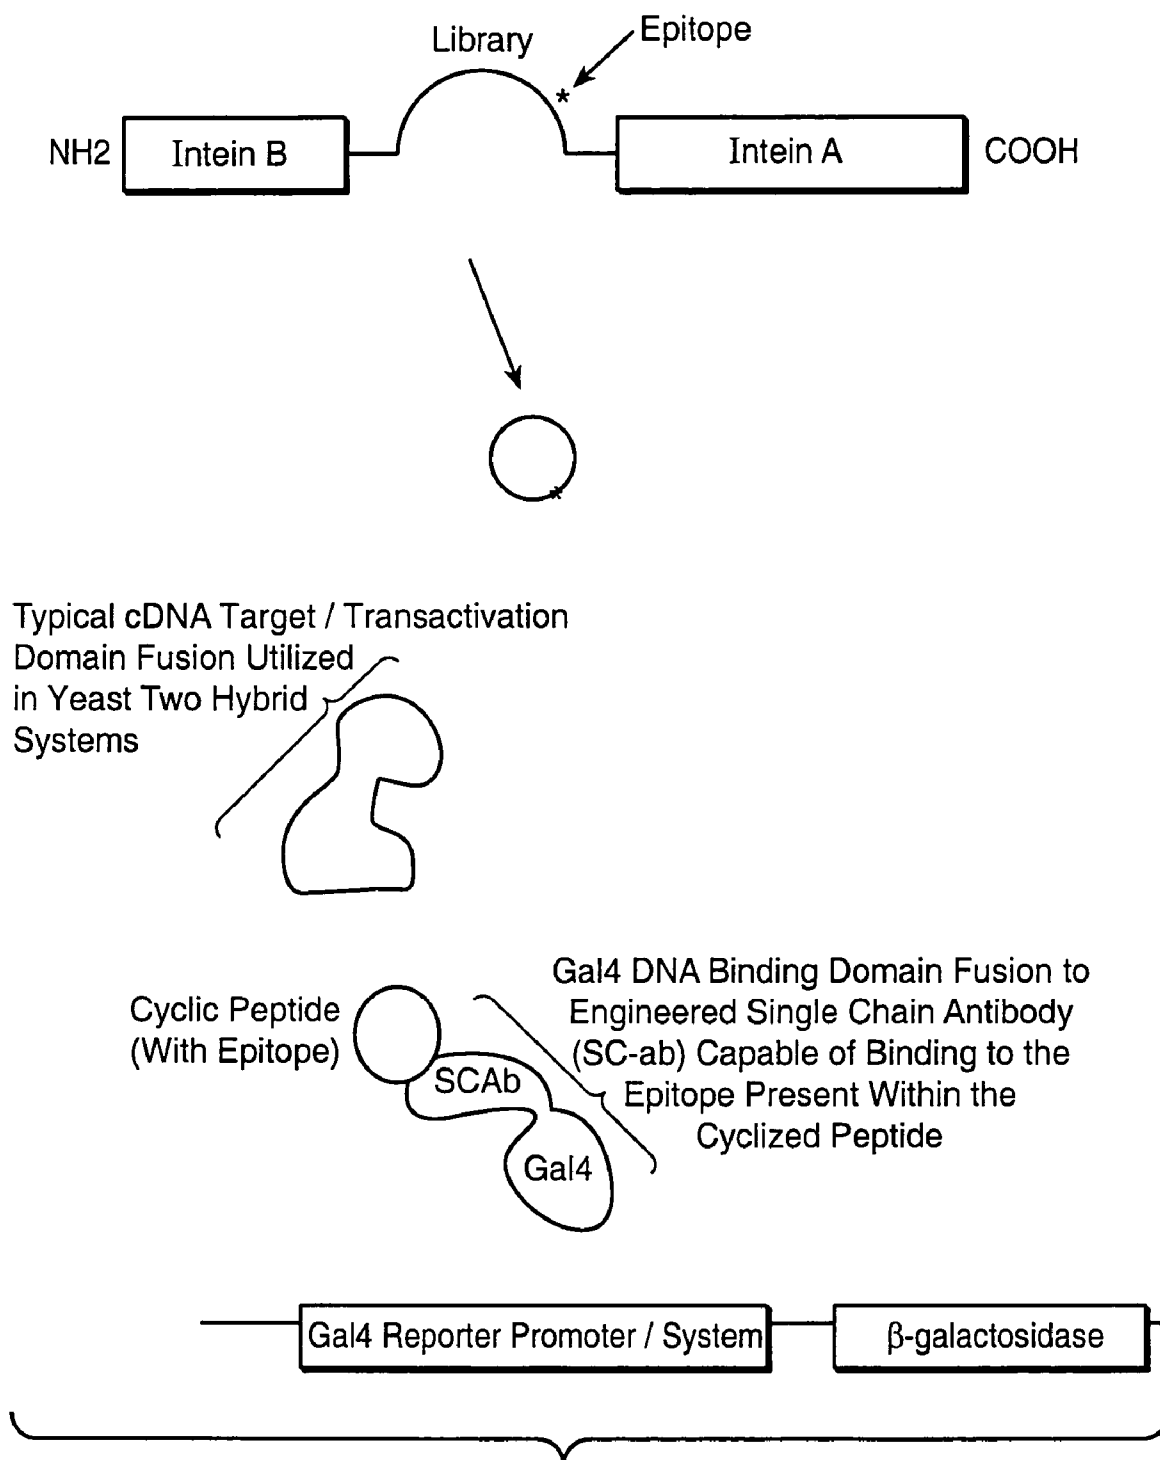 Library
Epitope
*
NH2
Intein B
Intein A
COOH
*
Typical cDNA Target / Transactivation
Domain Fusion Utilized
in Yeast Two Hybrid
Systems
Cyclic Peptide
(With Epitope)
SCAb
Gal4
Gal4 DNA Binding Domain Fusion to
Engineered Single Chain Antibody
(SC-ab) Capable of Binding to the
Epitope Present Within the
Cyclized Peptide
Gal4 Reporter Promoter / System
β-galactosidase